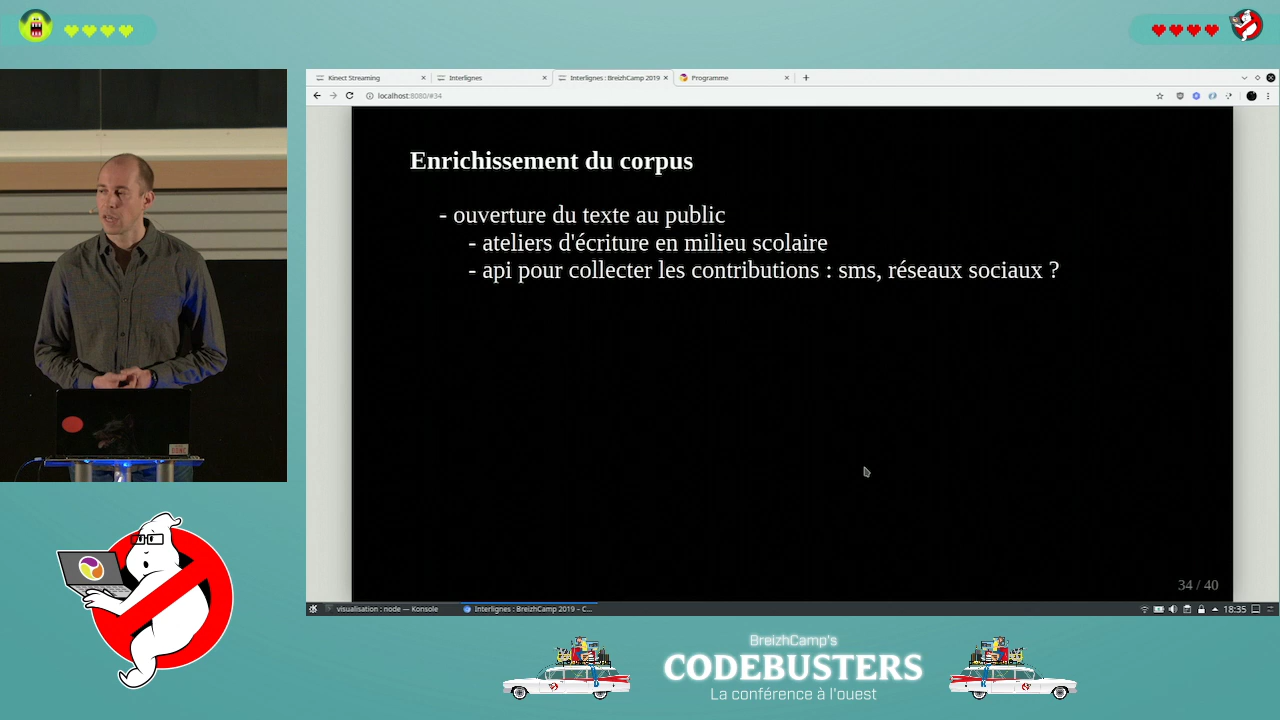 Kinect Streaming
Interlignes
Interlignes : BreizhCamp 2019
Programme
localhost:8080/#34
Enrichissement du corpus
- ouverture du texte au public
- ateliers d'écriture en milieu scolaire
- api pour collecter les contributions : sms, réseaux sociaux ?
34 / 40
visualisation : node — Konsole
Interlignes : BreizhCamp 2019 – C...
18:35
BreizhCamp's
CODEBUSTERS
La conférence à l'ouest